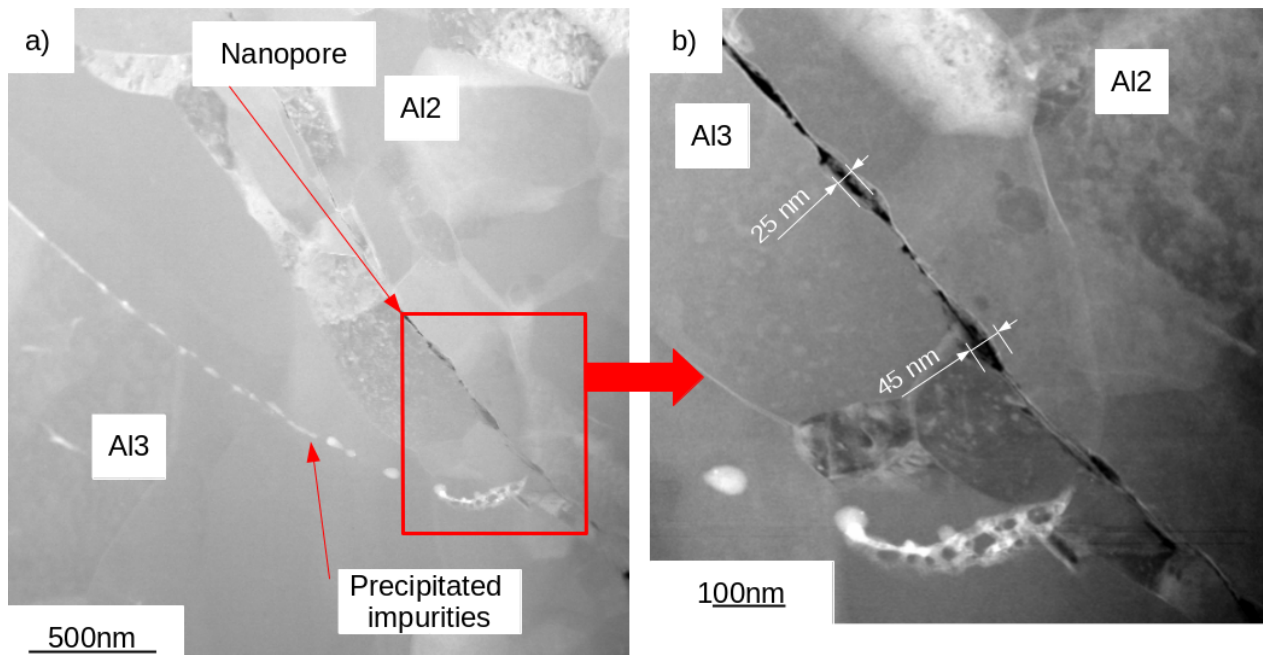 a)
Nanopore
Al2
Al3
Precipitated
impurities
500nm
b)
Al2
Al3
25 nm
45 nm
100nm